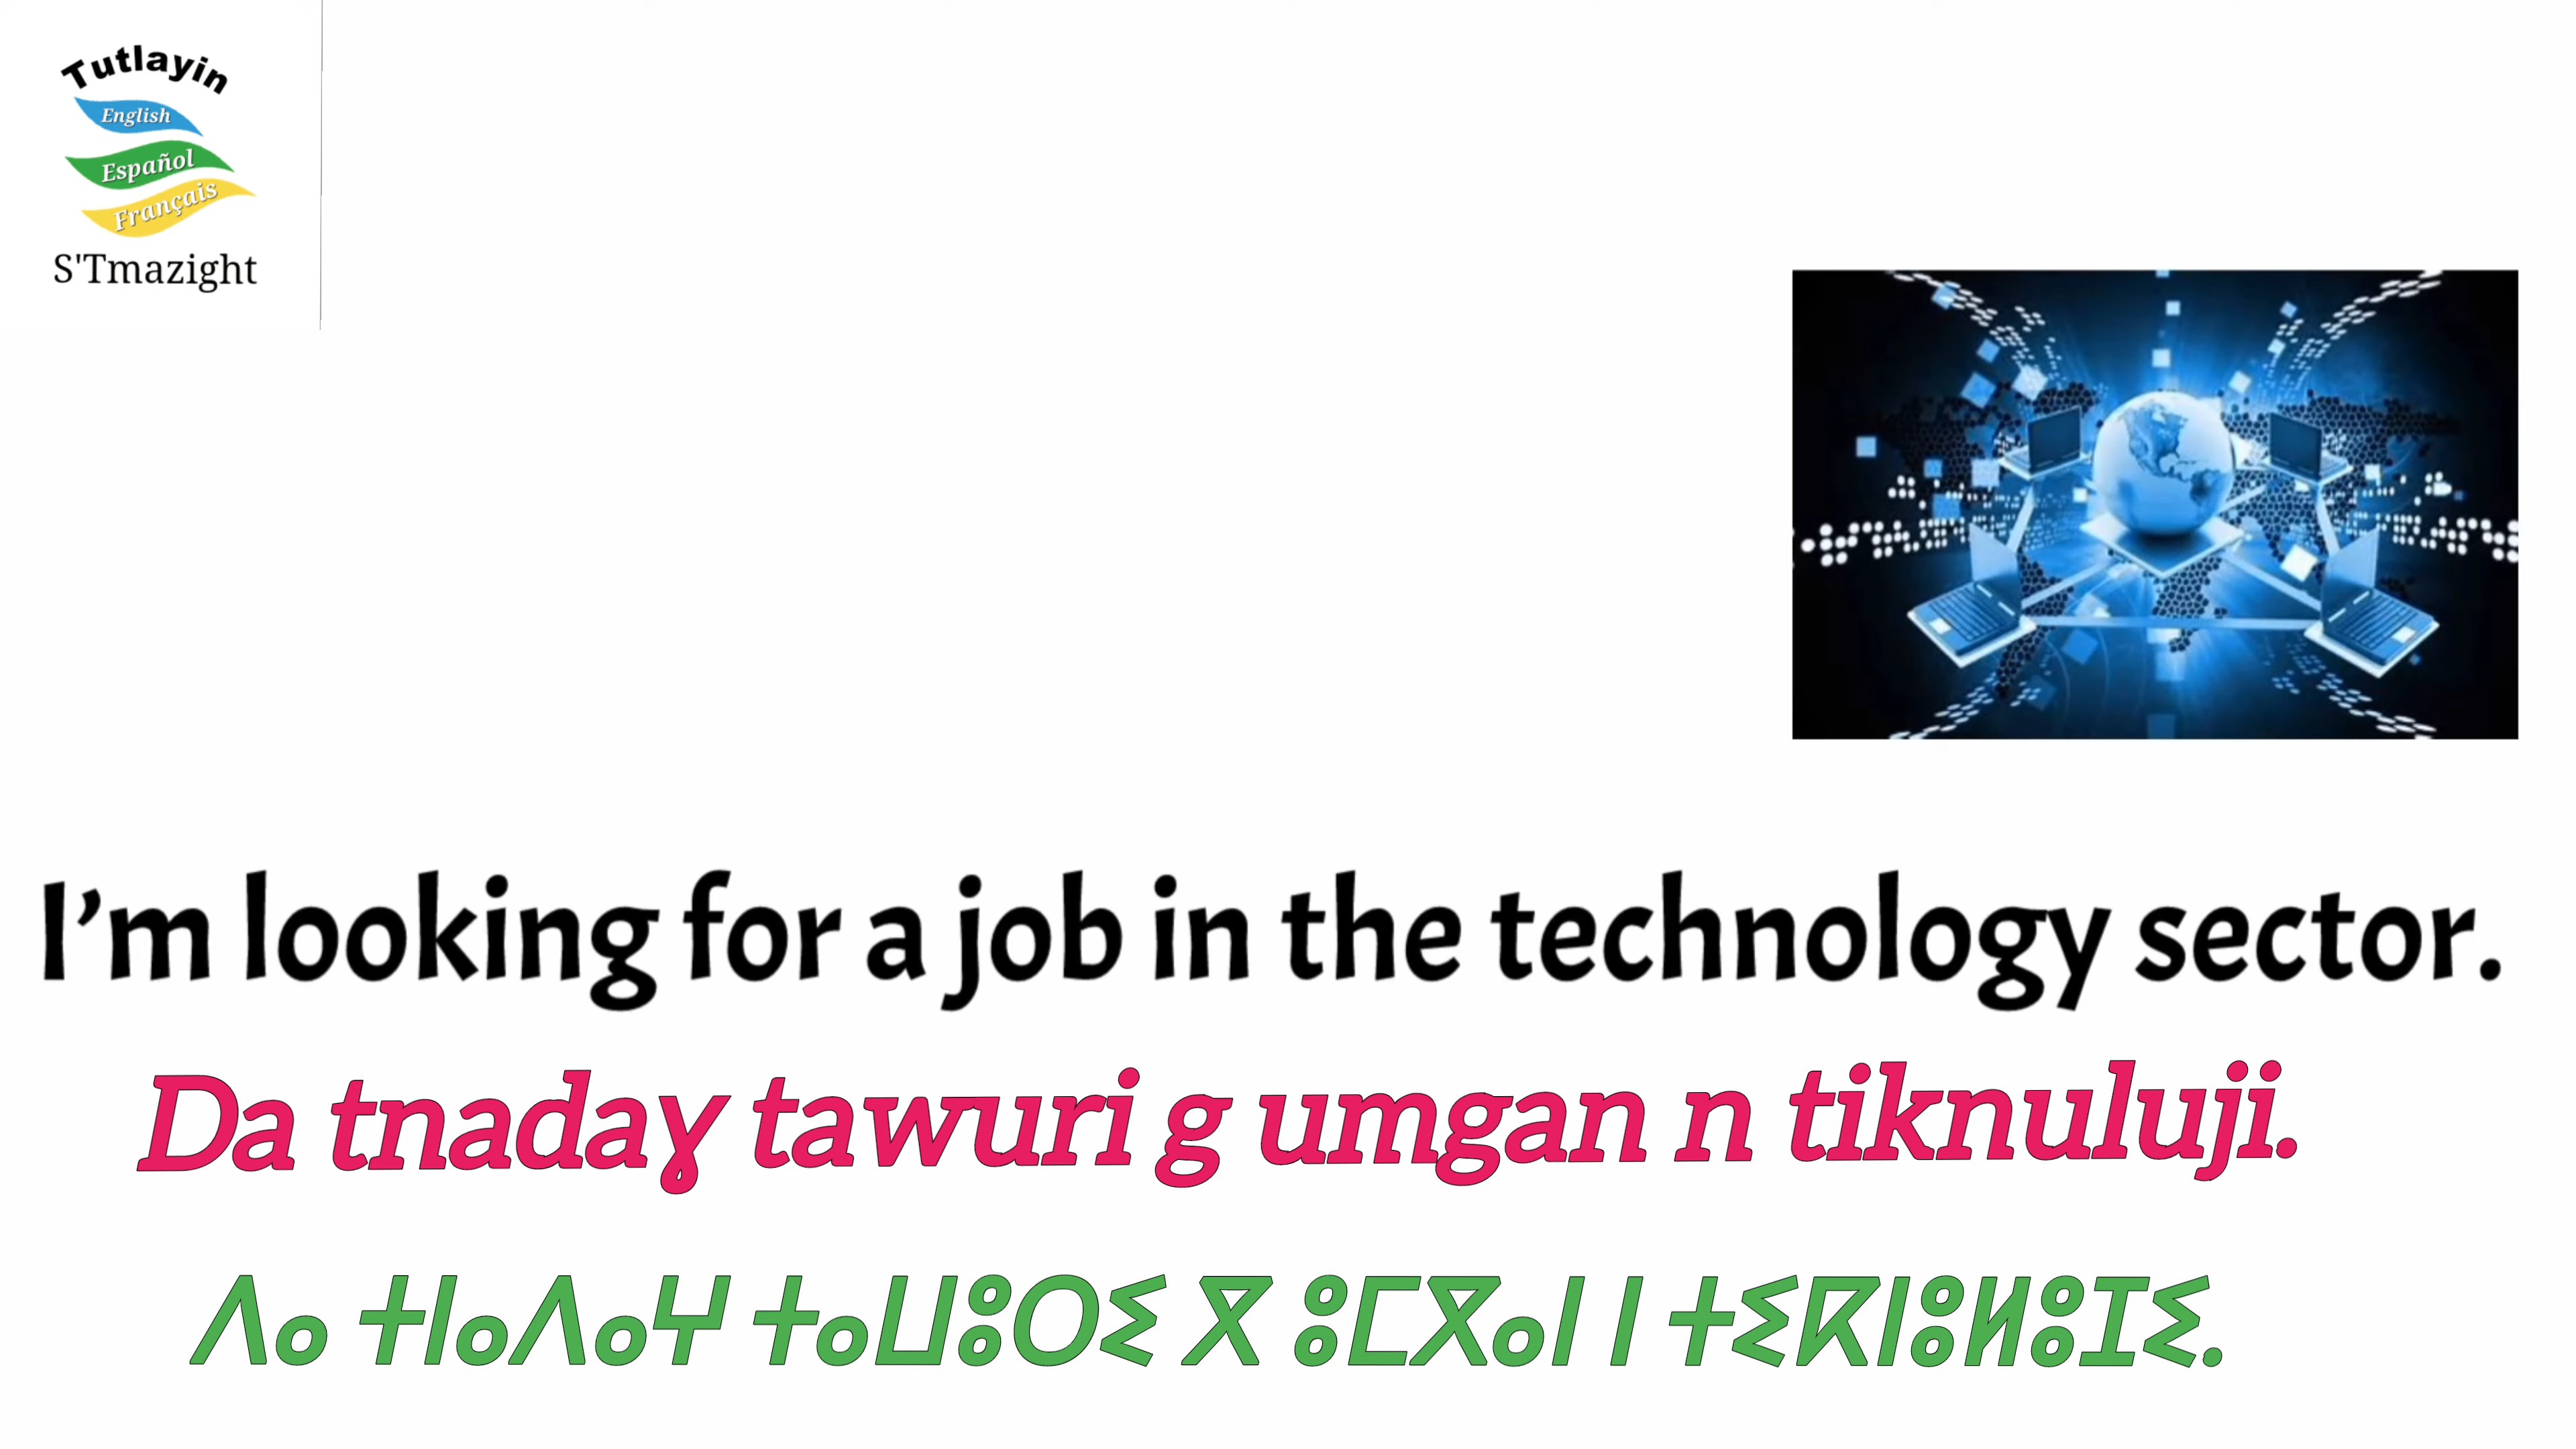 Tutlayin
English
Español
Français
S'Tmazight
I’m looking for a job in the technology sector.
Da tnadaɣ tawuri g umgan n tiknuluji.
ⴷⴰ ⵜⵏⴰⴷⴰⵖ ⵜⴰⵡⵓⵔⵉ ⴳ ⵓⵎⴳⴰⵏ ⵏ ⵜⵉⴽⵏⵓⵍⵓⵊⵉ.